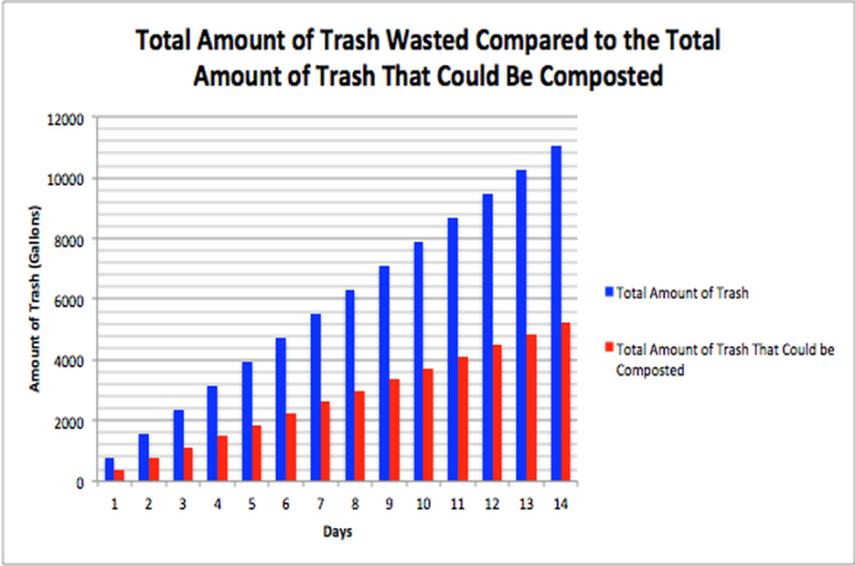 Total Amount of Trash Wasted Compared to the Total
Amount of Trash That Could Be Composted
12000
10000
8000
6000
4000
2000
0
Amount of Trash (Gallons)
1 2 3 4 5 6 7 8 9 10 11 12 13 14
Days
Total Amount of Trash
Total Amount of Trash That Could be
Composted